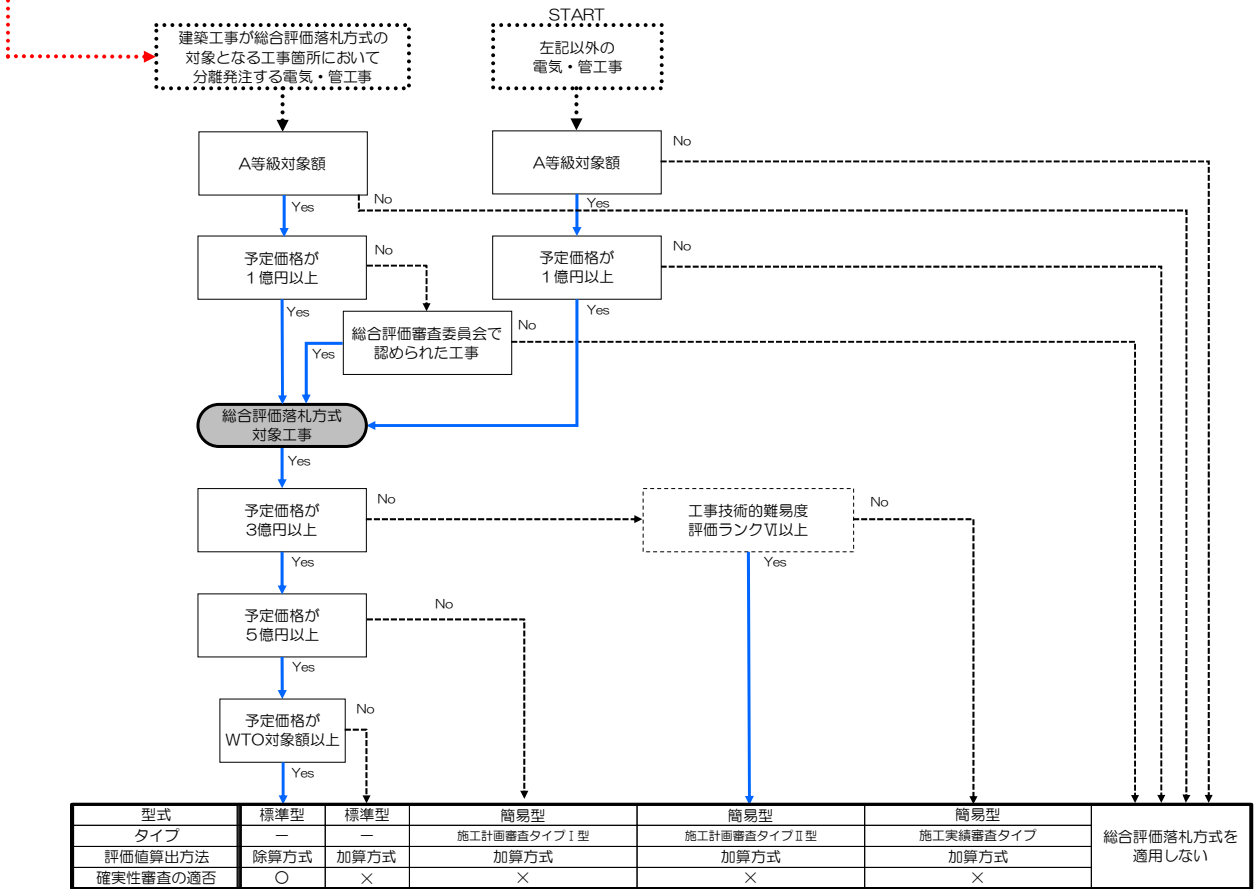 START
建築工事が総合評価落札方式の
対象となる工事箇所において
分離発注する電気・管工事
左記以外の
電気・管工事
A等級対象額
A等級対象額
No
Yes
No
Yes
予定価格が
1億円以上
No
予定価格が
1億円以上
No
Yes
Yes
総合評価審査委員会で
認められた工事
No
Yes
総合評価落札方式
対象工事
Yes
予定価格が
3億円以上
No
工事技術的難易度
評価ランクⅥ以上
No
Yes
Yes
予定価格が
5億円以上
No
Yes
予定価格が
WTO対象額以上
No
Yes
型式 標準型 標準型 簡易型 簡易型 簡易型
タイプ － － 施工計画審査タイプⅠ型 施工計画審査タイプⅡ型 施工実績審査タイプ
評価値算出方法 除算方式 加算方式 加算方式 加算方式 加算方式
確実性審査の適否 ○ × × × ×
総合評価落札方式を
適用しない